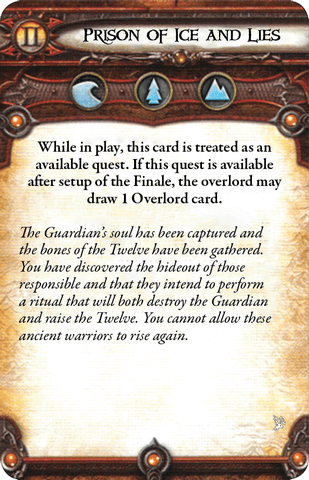 II
Prison of Ice and Lies
While in play, this card is treated as an
available quest. If this quest is available
after setup of the Finale, the overlord may
draw 1 Overlord card.
The Guardian's soul has been captured and
the bones of the Twelve have been gathered.
You have discovered the hideout of those
responsible and that they intend to perform
a ritual that will both destroy the Guardian
and raise the Twelve. You cannot allow these
ancient warriors to rise again.